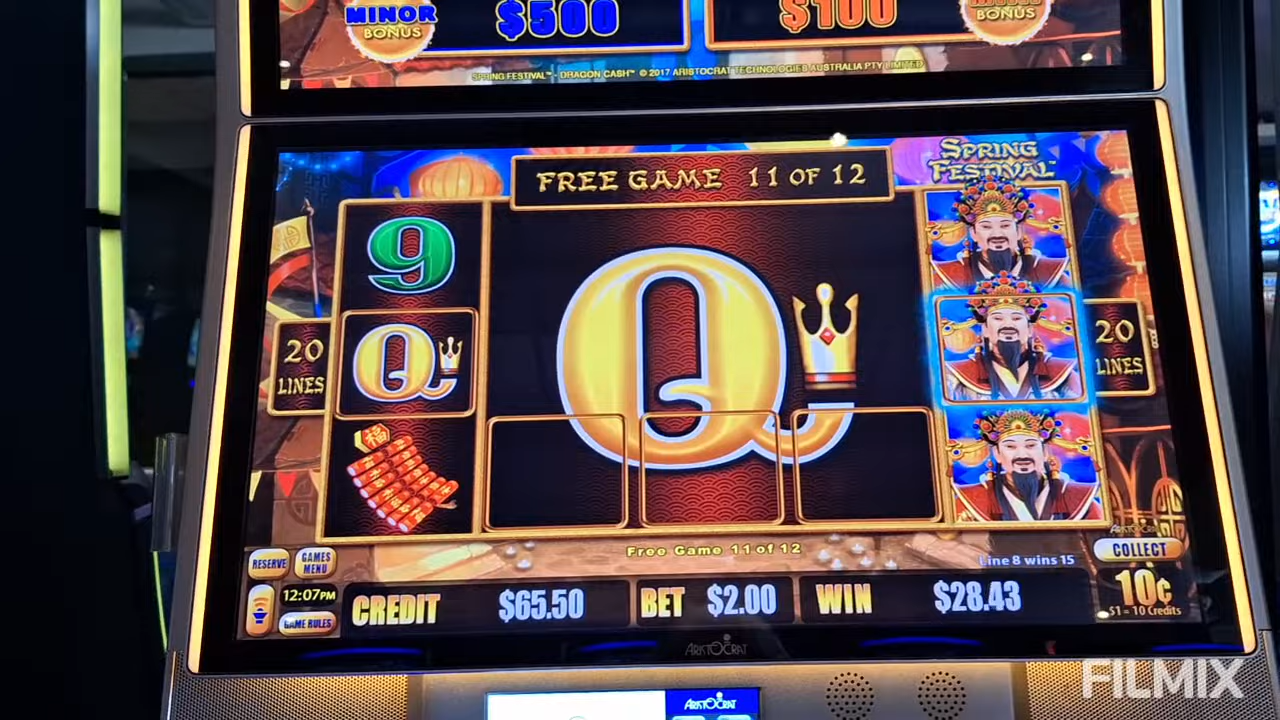 MINOR
BONUS
$500
$100
BONUS
SPRING FESTIVAL™ - DRAGON CASH™ © 2017 ARISTOCRAT TECHNOLOGIES AUSTRALIA PTY LIMITED
SPRING
FESTIVAL™
FREE GAME 11 OF 12
9
Q
Q
福
20
LINES
20
LINES
ARISTOCRAT
Free Game 11 of 12
Line 8 wins 15
RESERVE
GAMES
MENU
COLLECT
12:07PM
GAME RULES
CREDIT $65.50
BET $2.00
WIN $28.43
10¢
$1 = 10 Credits
ARISTOCRAT
ARISTOCRAT
FILMIX